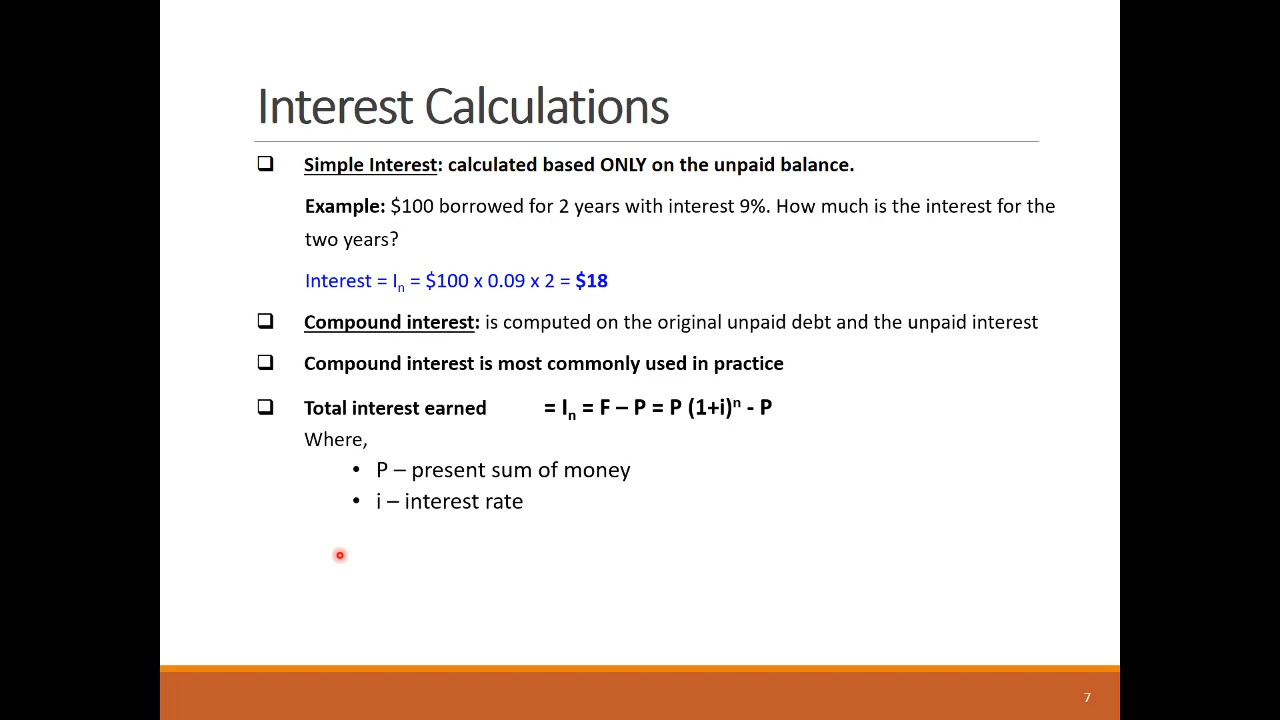 Interest Calculations
❑ Simple Interest: calculated based ONLY on the unpaid balance.
Example: $100 borrowed for 2 years with interest 9%. How much is the interest for the
two years?
Interest = Iₙ = $100 x 0.09 x 2 = $18
❑ Compound interest: is computed on the original unpaid debt and the unpaid interest
❑ Compound interest is most commonly used in practice
❑ Total interest earned = Iₙ = F – P = P (1+i)ⁿ - P
Where,
• P – present sum of money
• i – interest rate
7